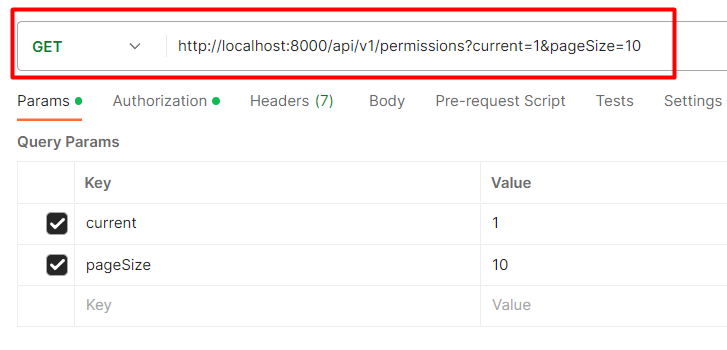 GET http://localhost:8000/api/v1/permissions?current=1&pageSize=10
Params Authorization Headers (7) Body Pre-request Script Tests Settings
Query Params
Key Value
current 1
pageSize 10
Key Value